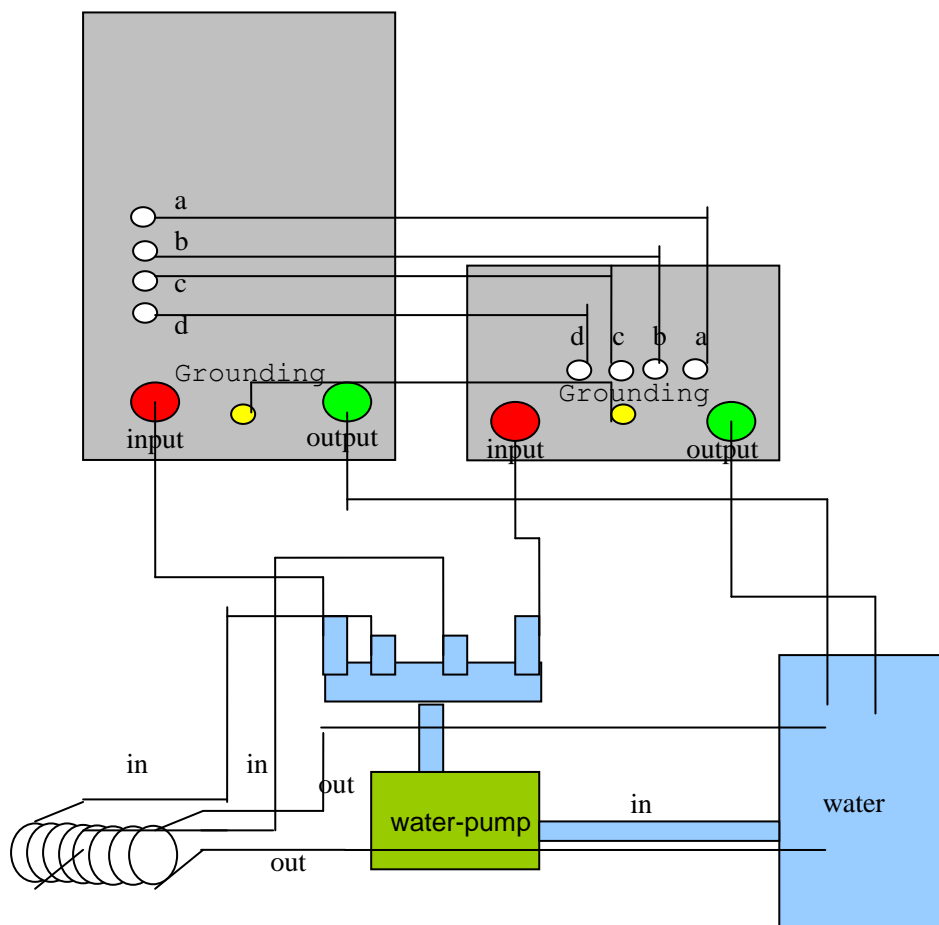 a
b
c
d
Grounding
input
output
d c b a
Grounding
input
output
in
in
out
in
water-pump
water
out